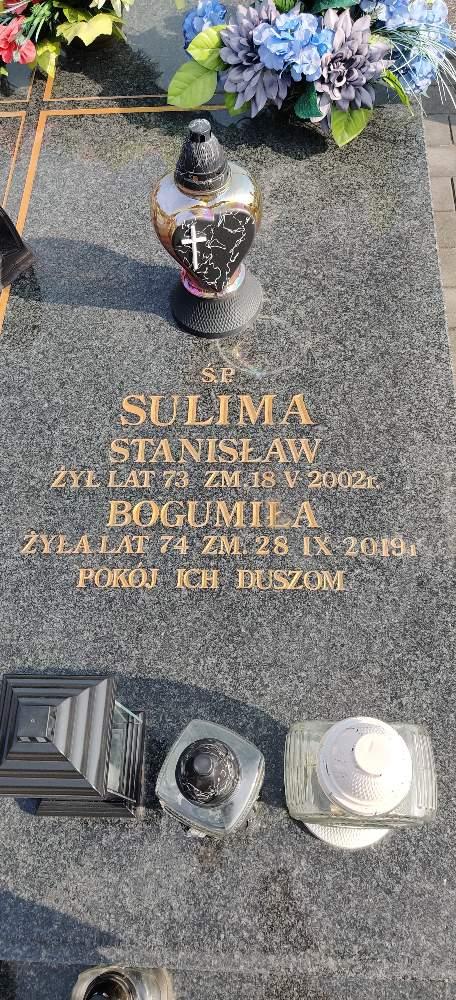 Ś.P.
SULIMA
STANISŁAW
ŻYŁ LAT 73 ZM. 18 V 2002r.
BOGUMIŁA
ŻYŁA LAT 74 ZM. 28 IX 2019r
POKÓJ ICH DUSZOM